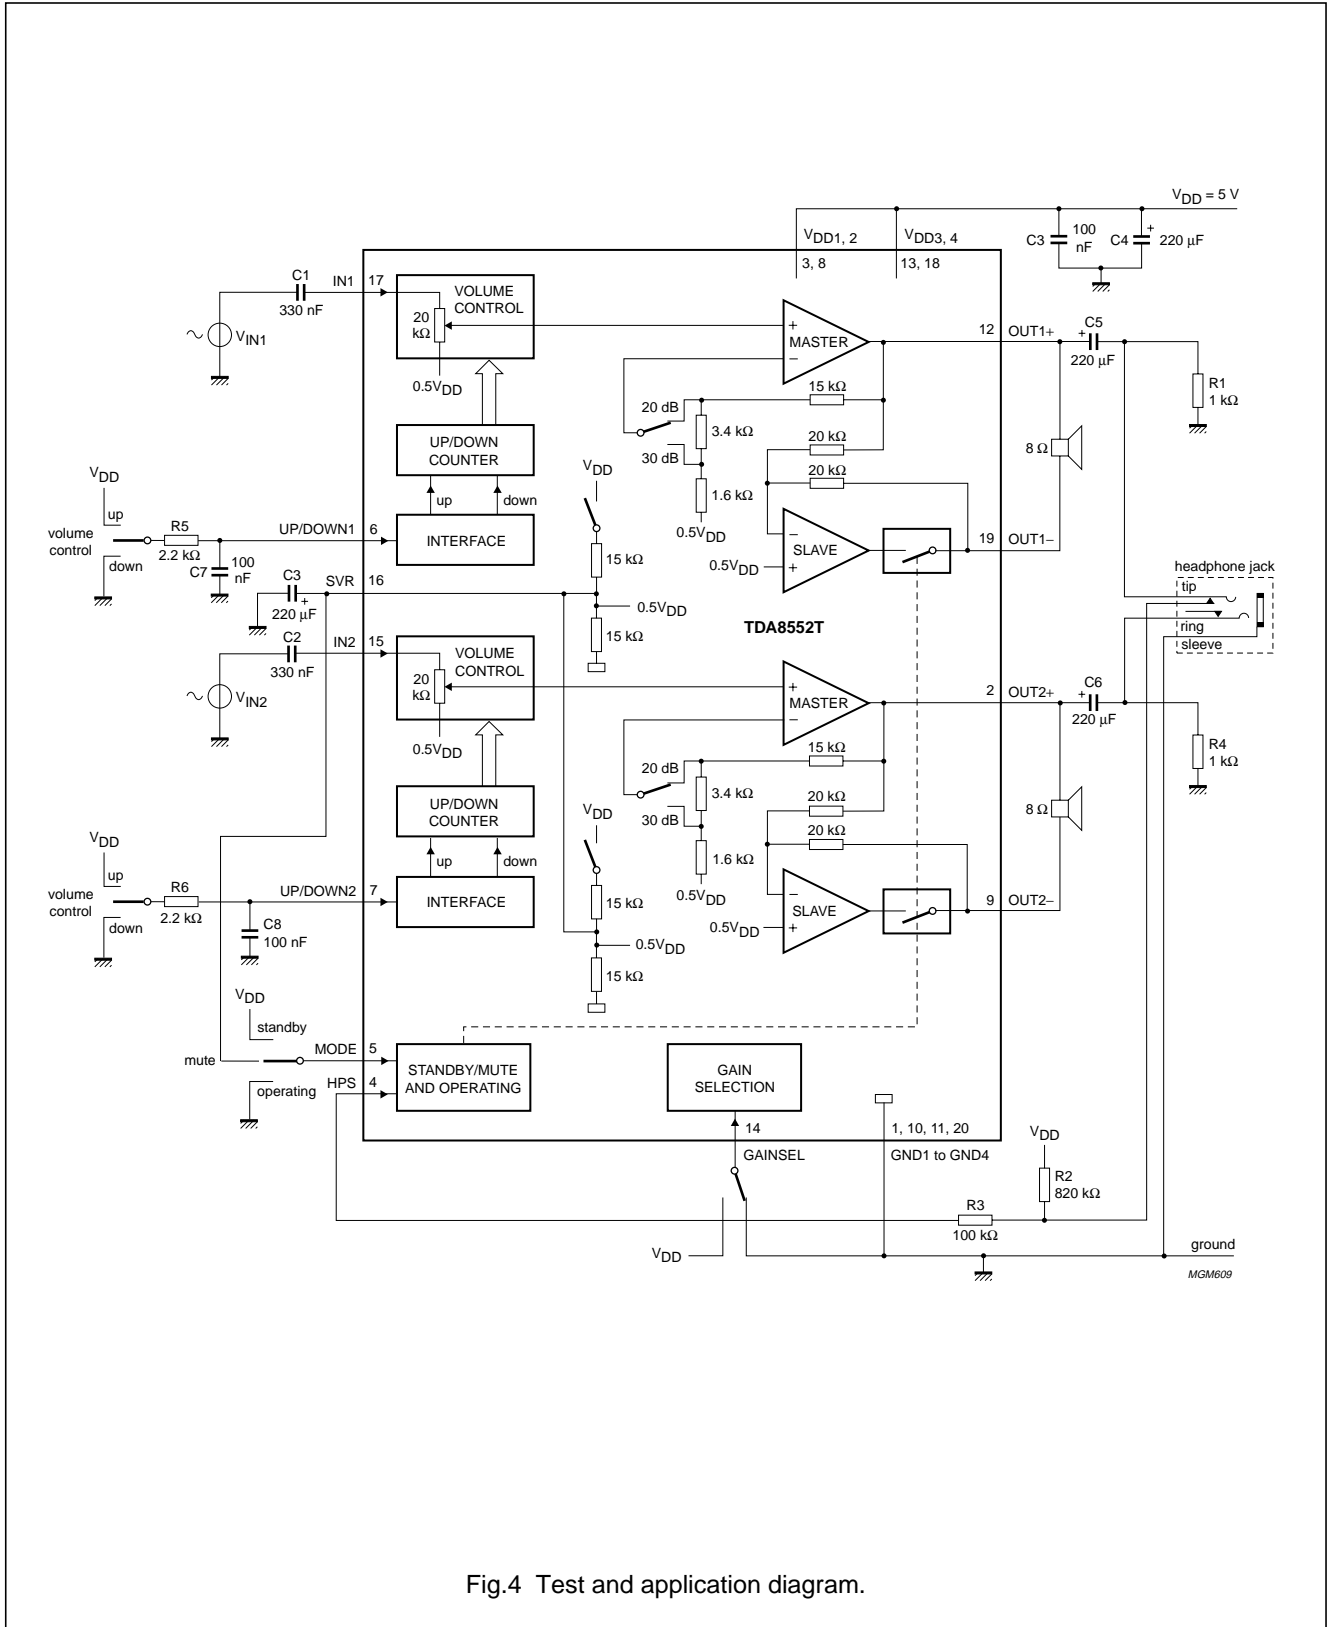 VDD = 5 V
VDD1, 2
VDD3, 4
C3
100
nF
C4
+
220 µF
3, 8
13, 18
C1
330 nF
IN1
17
VOLUME
CONTROL
20
kΩ
0.5VDD
VIN1
+
MASTER
−
12
OUT1+
C5
+
220 µF
R1
1 kΩ
15 kΩ
20 dB
3.4 kΩ
30 dB
1.6 kΩ
0.5VDD
20 kΩ
20 kΩ
8 Ω
UP/DOWN
COUNTER
up
down
VDD
up
volume
control
down
R5
2.2 kΩ
C7
100
nF
UP/DOWN1
6
INTERFACE
VDD
15 kΩ
0.5VDD
15 kΩ
−
SLAVE
+
0.5VDD
19
OUT1−
headphone jack
tip
ring
sleeve
C3
220 µF
+
SVR
16
TDA8552T
C2
330 nF
IN2
15
VOLUME
CONTROL
20
kΩ
0.5VDD
VIN2
+
MASTER
−
2
OUT2+
C6
+
220 µF
R4
1 kΩ
15 kΩ
20 dB
3.4 kΩ
30 dB
1.6 kΩ
0.5VDD
20 kΩ
20 kΩ
8 Ω
UP/DOWN
COUNTER
up
down
VDD
up
volume
control
down
R6
2.2 kΩ
C8
100 nF
UP/DOWN2
7
INTERFACE
VDD
15 kΩ
0.5VDD
15 kΩ
−
SLAVE
+
0.5VDD
9
OUT2−
VDD
standby
mute
operating
MODE
5
HPS
4
STANDBY/MUTE
AND OPERATING
GAIN
SELECTION
14
GAINSEL
1, 10, 11, 20
GND1 to GND4
VDD
R2
820 kΩ
R3
100 kΩ
VDD
ground
MGM609
Fig.4 Test and application diagram.